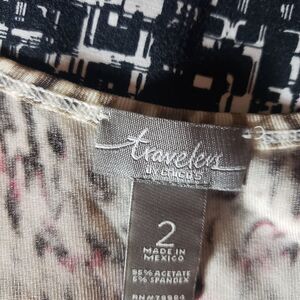 travelers
BY CHICO'S
2
MADE IN
MEXICO
95% ACETATE
5% SPANDEX